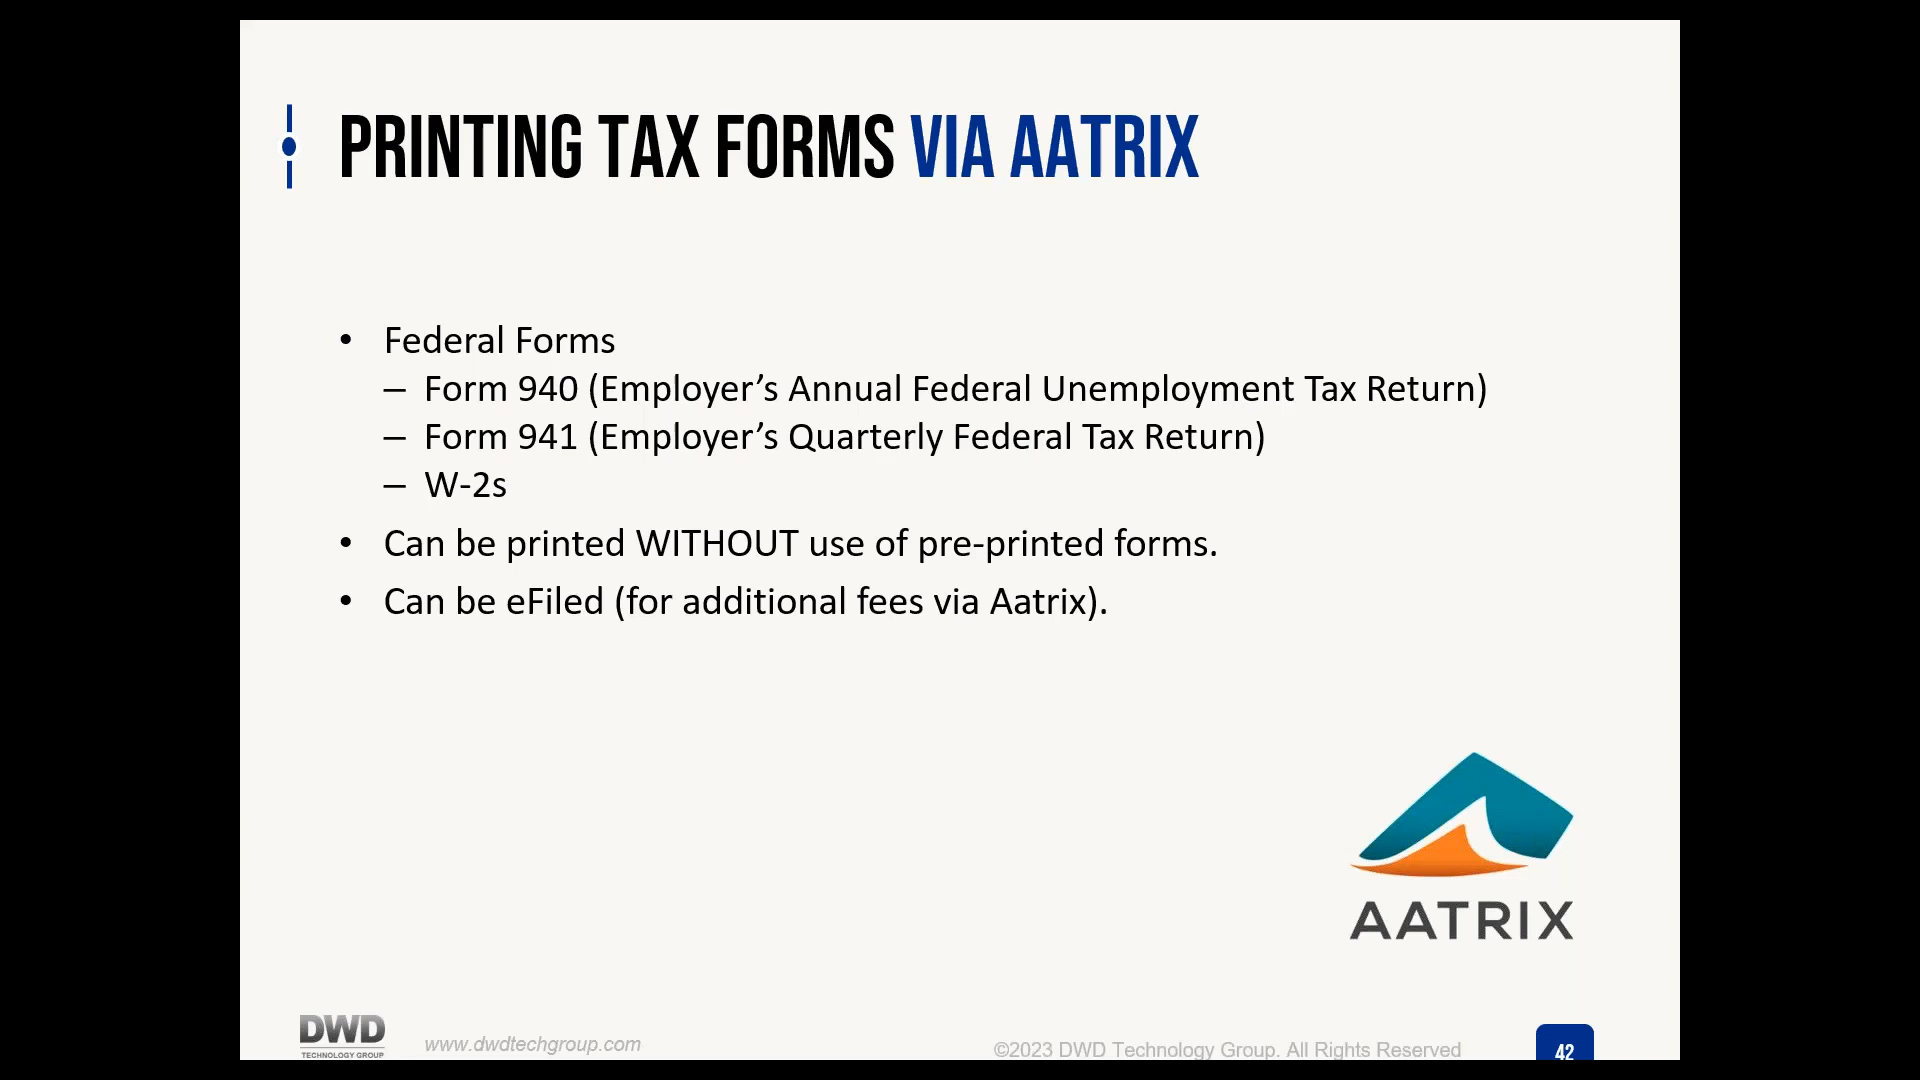 PRINTING TAX FORMS VIA AATRIX
• Federal Forms
– Form 940 (Employer’s Annual Federal Unemployment Tax Return)
– Form 941 (Employer’s Quarterly Federal Tax Return)
– W-2s
• Can be printed WITHOUT use of pre-printed forms.
• Can be eFiled (for additional fees via Aatrix).
AATRIX
DWD
TECHNOLOGY GROUP
www.dwdtechgroup.com
©2023 DWD Technology Group. All Rights Reserved
42